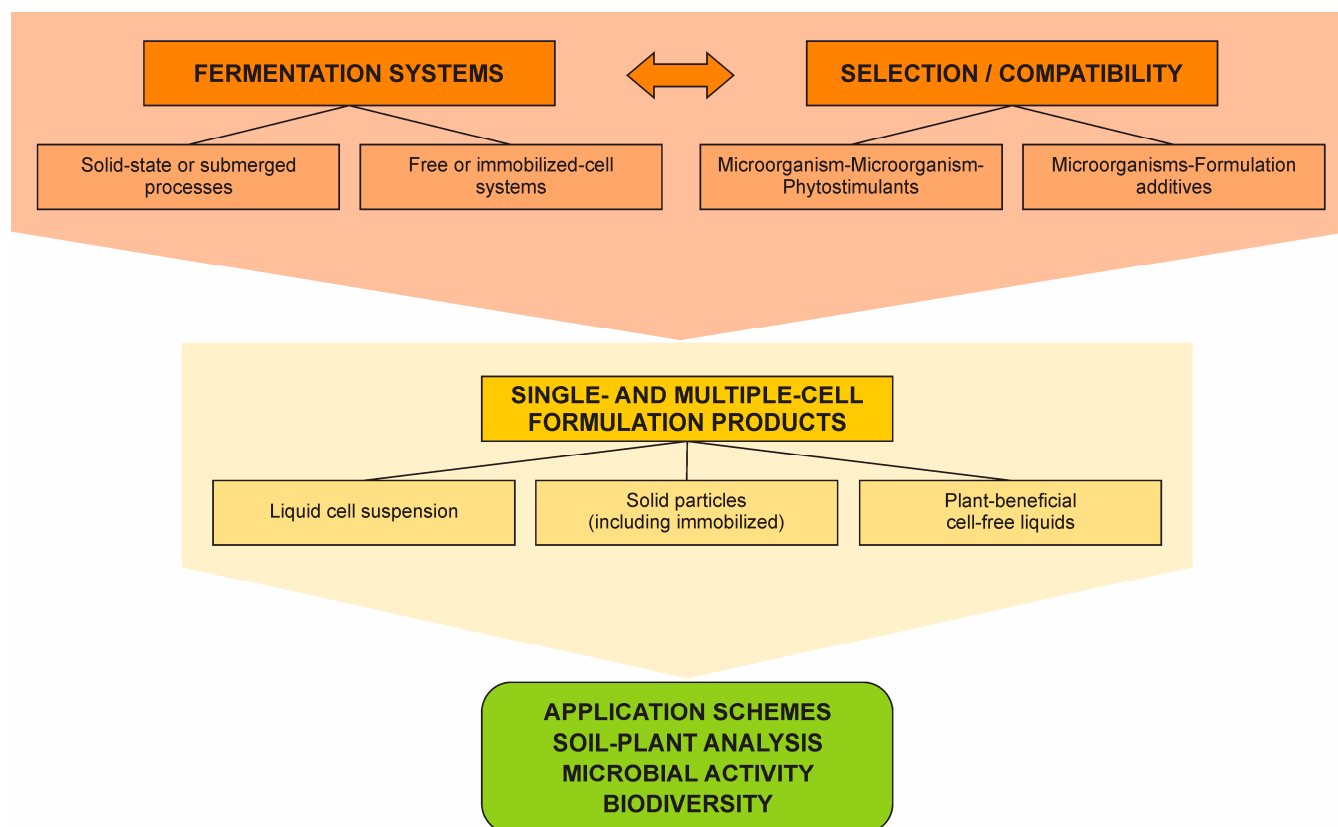 FERMENTATION SYSTEMS
SELECTION / COMPATIBILITY
Solid-state or submerged
processes
Free or immobilized-cell
systems
Microorganism-Microorganism-
Phytostimulants
Microorganisms-Formulation
additives
SINGLE- AND MULTIPLE-CELL
FORMULATION PRODUCTS
Liquid cell suspension
Solid particles
(including immobilized)
Plant-beneficial
cell-free liquids
APPLICATION SCHEMES
SOIL-PLANT ANALYSIS
MICROBIAL ACTIVITY
BIODIVERSITY